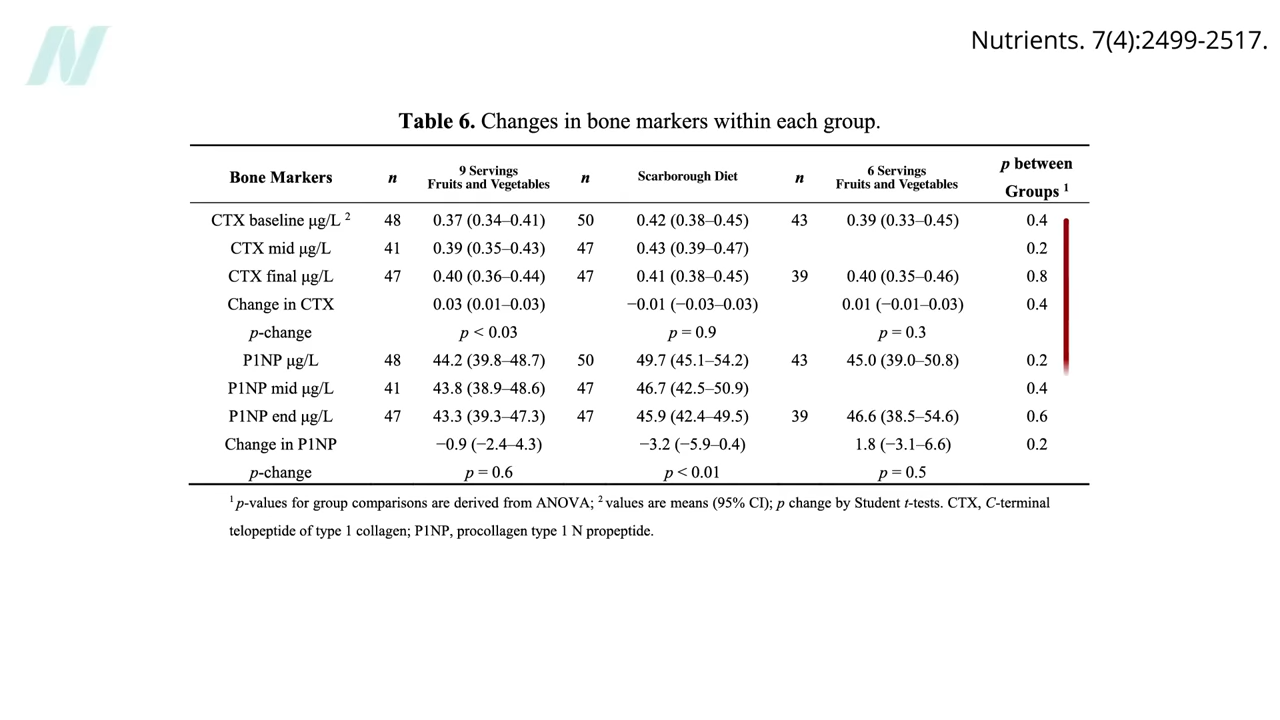 Nutrients. 7(4):2499-2517.
Table 6. Changes in bone markers within each group.
Bone Markers n 9 Servings Fruits and Vegetables n Scarborough Diet n 6 Servings Fruits and Vegetables p between Groups 1
CTX baseline µg/L 2 48 0.37 (0.34–0.41) 50 0.42 (0.38–0.45) 43 0.39 (0.33–0.45) 0.4
CTX mid µg/L 41 0.39 (0.35–0.43) 47 0.43 (0.39–0.47) 0.2
CTX final µg/L 47 0.40 (0.36–0.44) 47 0.41 (0.38–0.45) 39 0.40 (0.35–0.46) 0.8
Change in CTX 0.03 (0.01–0.03) −0.01 (−0.03–0.03) 0.01 (−0.01–0.03) 0.4
p-change p < 0.03 p = 0.9 p = 0.3
P1NP µg/L 48 44.2 (39.8–48.7) 50 49.7 (45.1–54.2) 43 45.0 (39.0–50.8) 0.2
P1NP mid µg/L 41 43.8 (38.9–48.6) 47 46.7 (42.5–50.9) 0.4
P1NP end µg/L 47 43.3 (39.3–47.3) 47 45.9 (42.4–49.5) 39 46.6 (38.5–54.6) 0.6
Change in P1NP −0.9 (−2.4–4.3) −3.2 (−5.9–0.4) 1.8 (−3.1–6.6) 0.2
p-change p = 0.6 p < 0.01 p = 0.5
1 p-values for group comparisons are derived from ANOVA; 2 values are means (95% CI); p change by Student t-tests. CTX, C-terminal
telopeptide of type 1 collagen; P1NP, procollagen type 1 N propeptide.